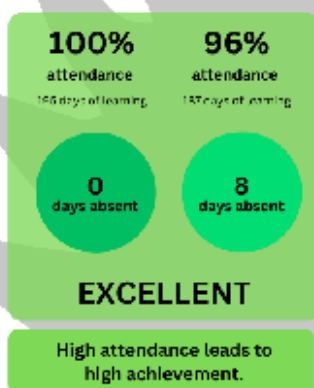 100% 96%
attendance attendance
days of learning 187 days of learning
0 8
days absent days absent
EXCELLENT
High attendance leads to
high achievement.